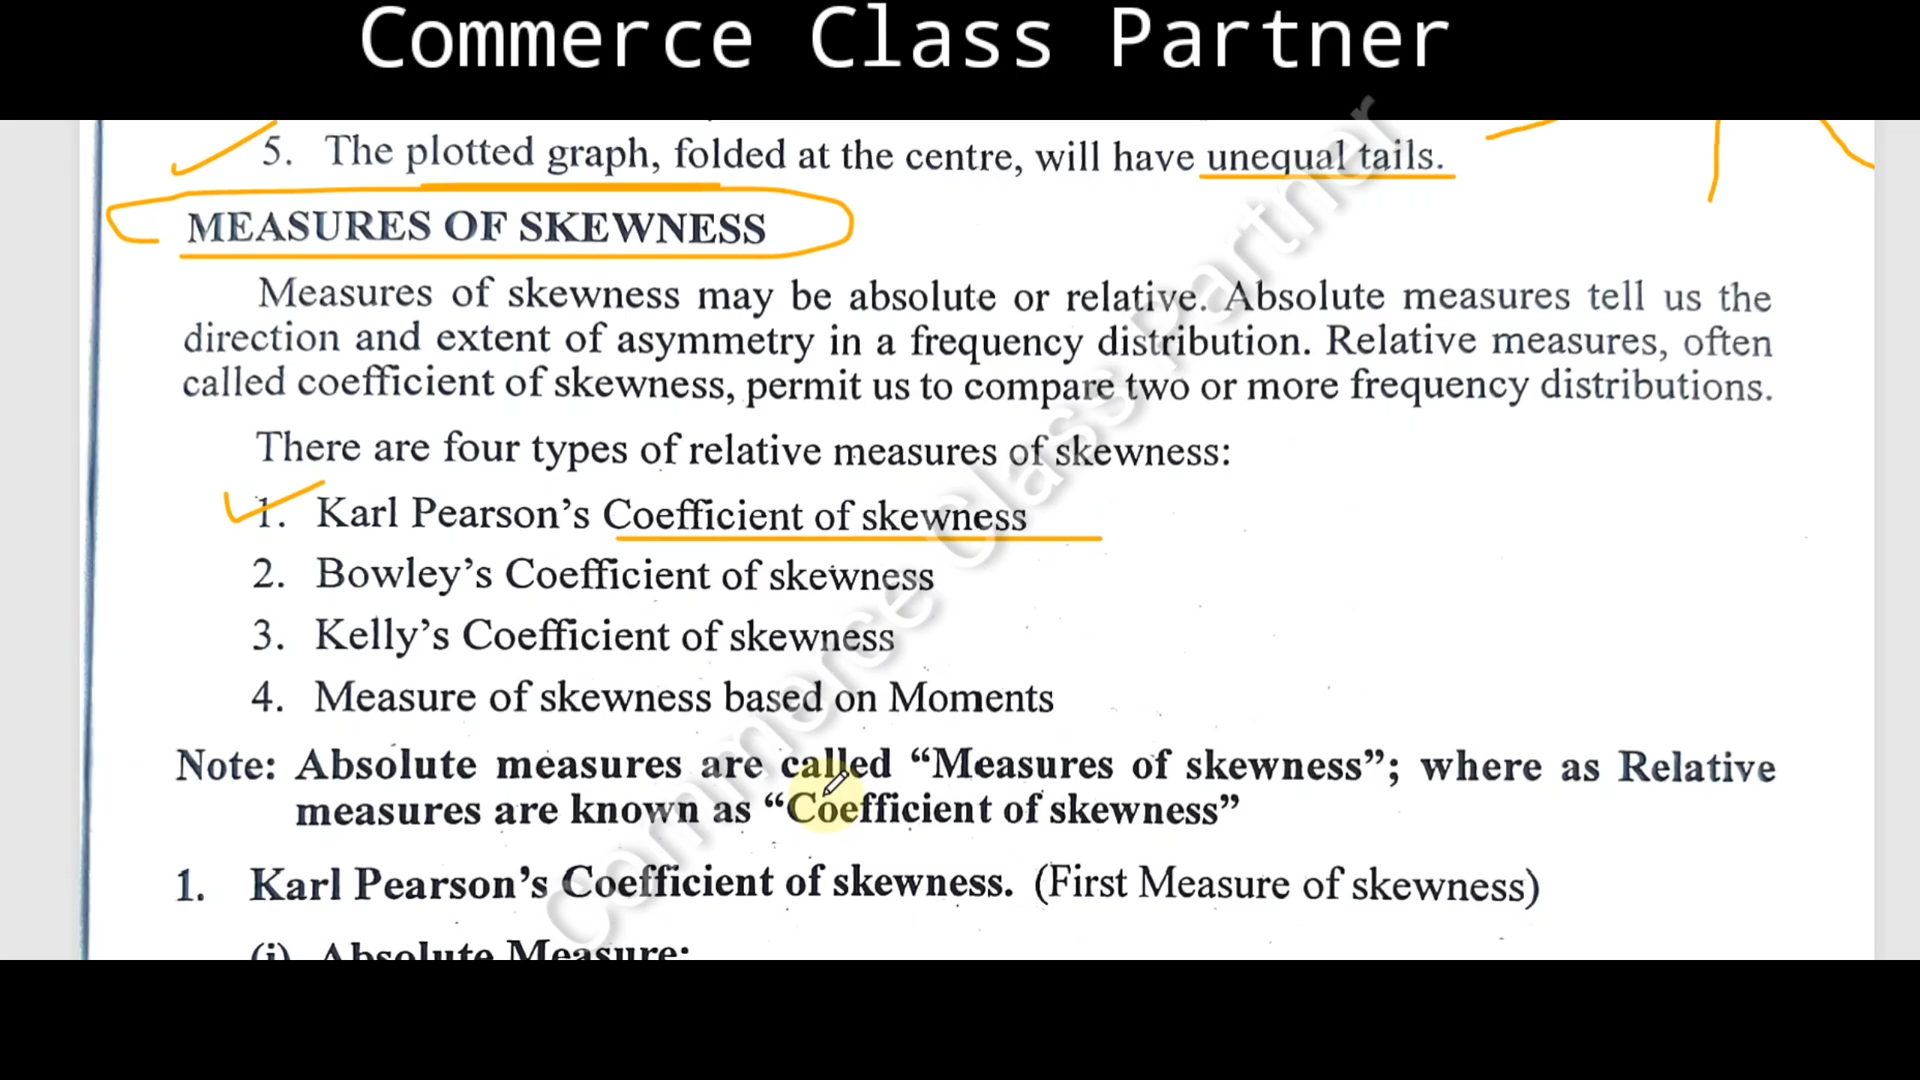 Commerce Class Partner
5. The plotted graph, folded at the centre, will have unequal tails.
MEASURES OF SKEWNESS
Measures of skewness may be absolute or relative. Absolute measures tell us the
direction and extent of asymmetry in a frequency distribution. Relative measures, often
called coefficient of skewness, permit us to compare two or more frequency distributions.
There are four types of relative measures of skewness:
1. Karl Pearson's Coefficient of skewness
2. Bowley's Coefficient of skewness
3. Kelly's Coefficient of skewness
4. Measure of skewness based on Moments
Note: Absolute measures are called “Measures of skewness”; where as Relative
measures are known as “Coefficient of skewness”
1. Karl Pearson's Coefficient of skewness. (First Measure of skewness)
(i) Absolute Measure:
Commerce Class Partner